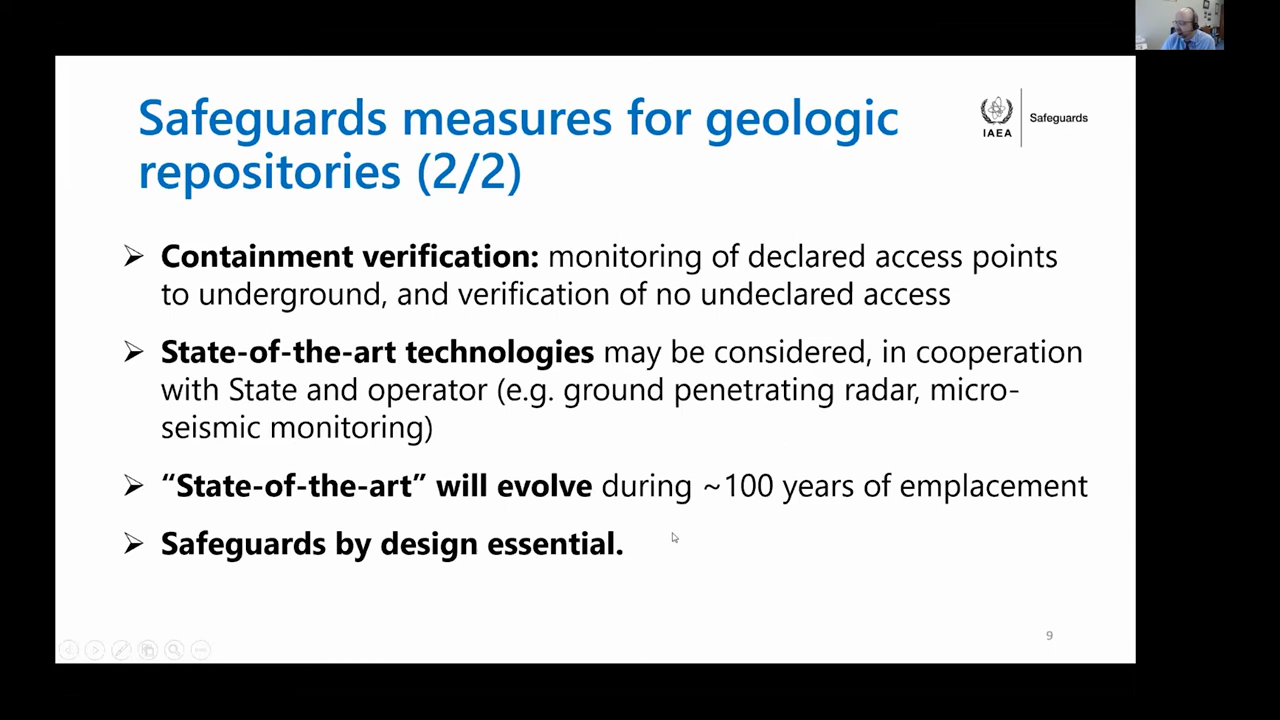 Safeguards measures for geologic
repositories (2/2)
IAEA
Safeguards
➢ Containment verification: monitoring of declared access points
to underground, and verification of no undeclared access
➢ State-of-the-art technologies may be considered, in cooperation
with State and operator (e.g. ground penetrating radar, micro-
seismic monitoring)
➢ “State-of-the-art” will evolve during ~100 years of emplacement
➢ Safeguards by design essential.
9